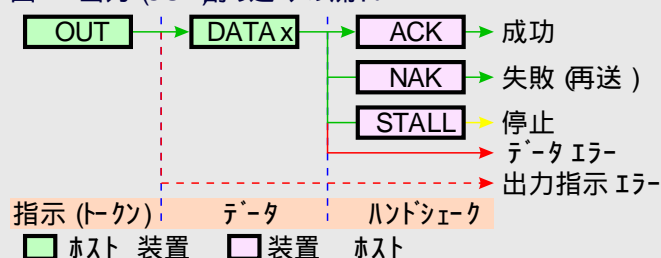 OUT DATAx ACK 成功
NAK 失敗(再送)
STALL 停止
ﾃﾞｰﾀ ｴﾗｰ
出力指示 ｴﾗｰ
指示(ﾄｰｸﾝ) ﾃﾞｰﾀ ﾊﾝﾄﾞｼｪｰｸ
ﾎｽﾄ 装置 装置 ﾎｽﾄ